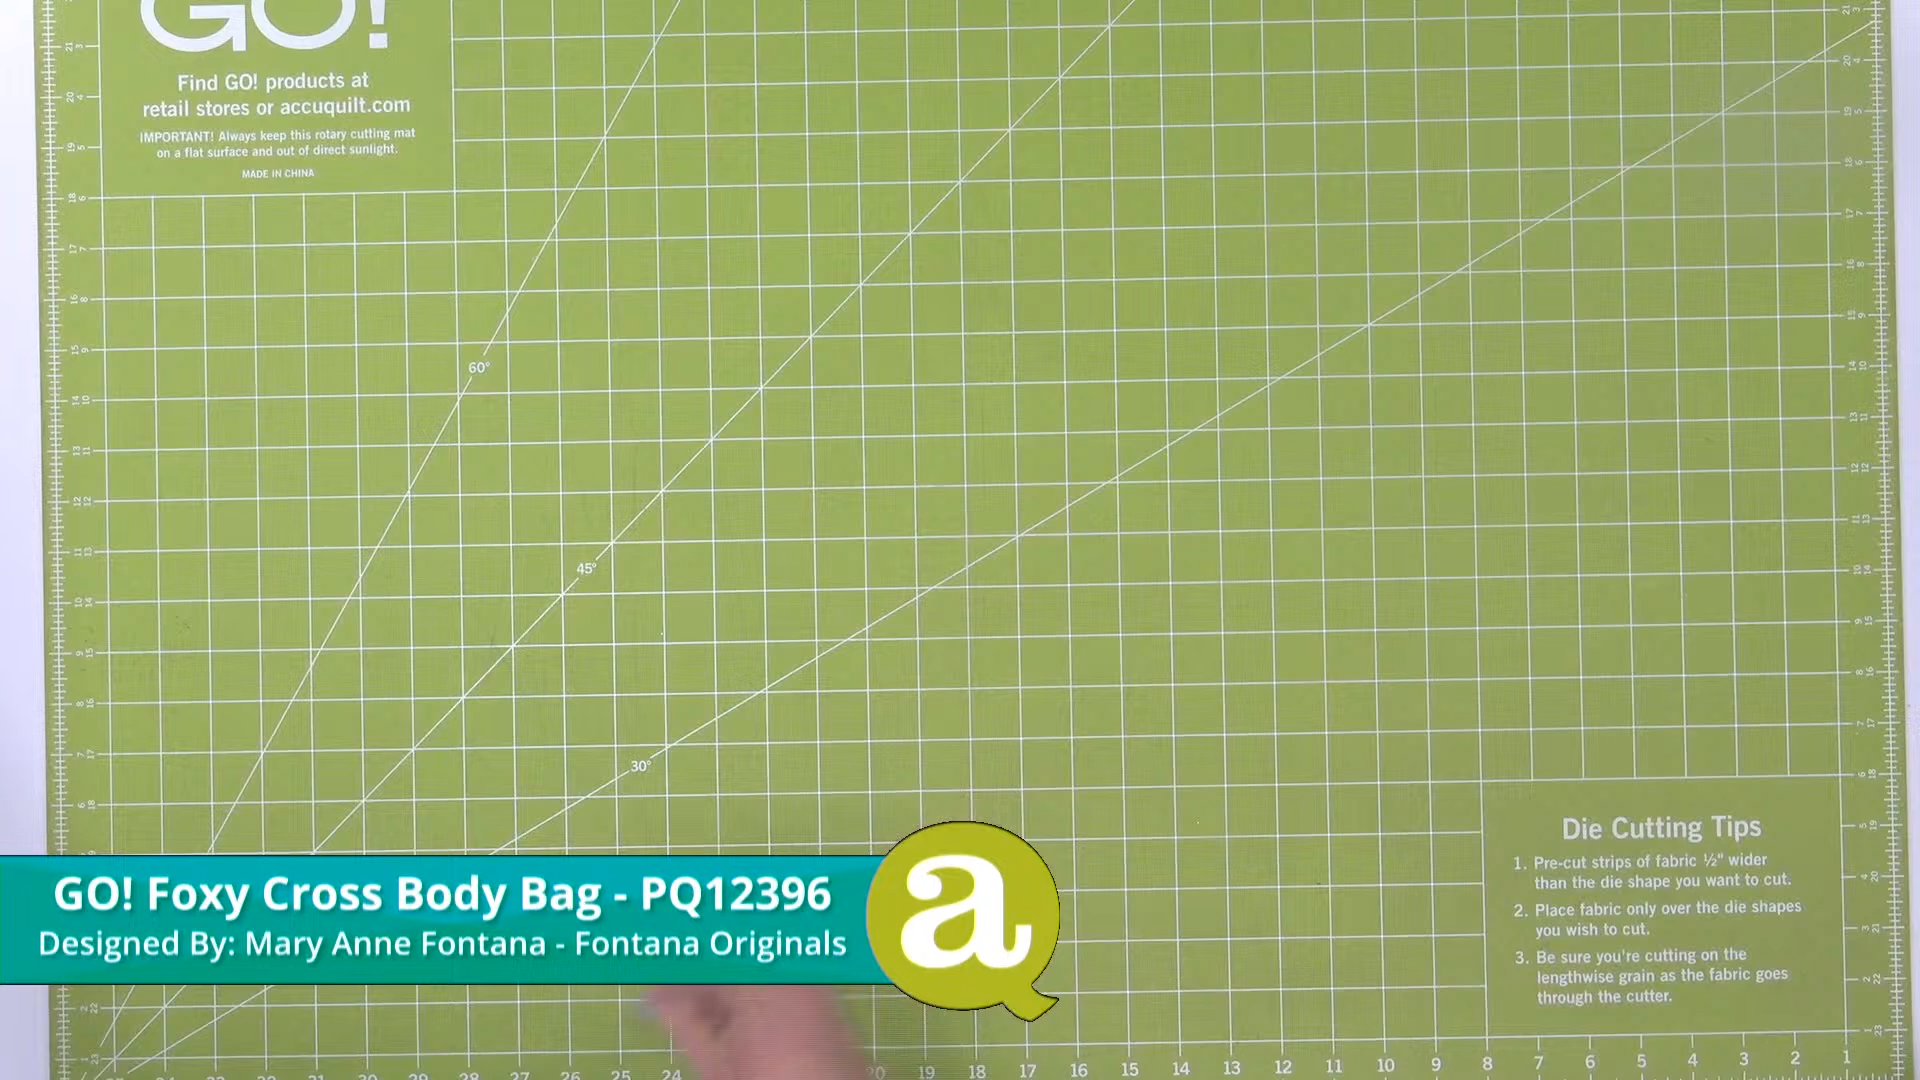 GO!
Find GO! products at
retail stores or accuquilt.com
IMPORTANT! Always keep this rotary cutting mat
on a flat surface and out of direct sunlight.
MADE IN CHINA
60°
45°
30°
Die Cutting Tips
1. Pre-cut strips of fabric ½" wider
than the die shape you want to cut.
2. Place fabric only over the die shapes
you wish to cut.
3. Be sure you're cutting on the
lengthwise grain as the fabric goes
through the cutter.
GO! Foxy Cross Body Bag - PQ12396
Designed By: Mary Anne Fontana - Fontana Originals
a
19 18 17 16 15 14 13 12 11 10 9 8 7 6 5 4 3 2 1